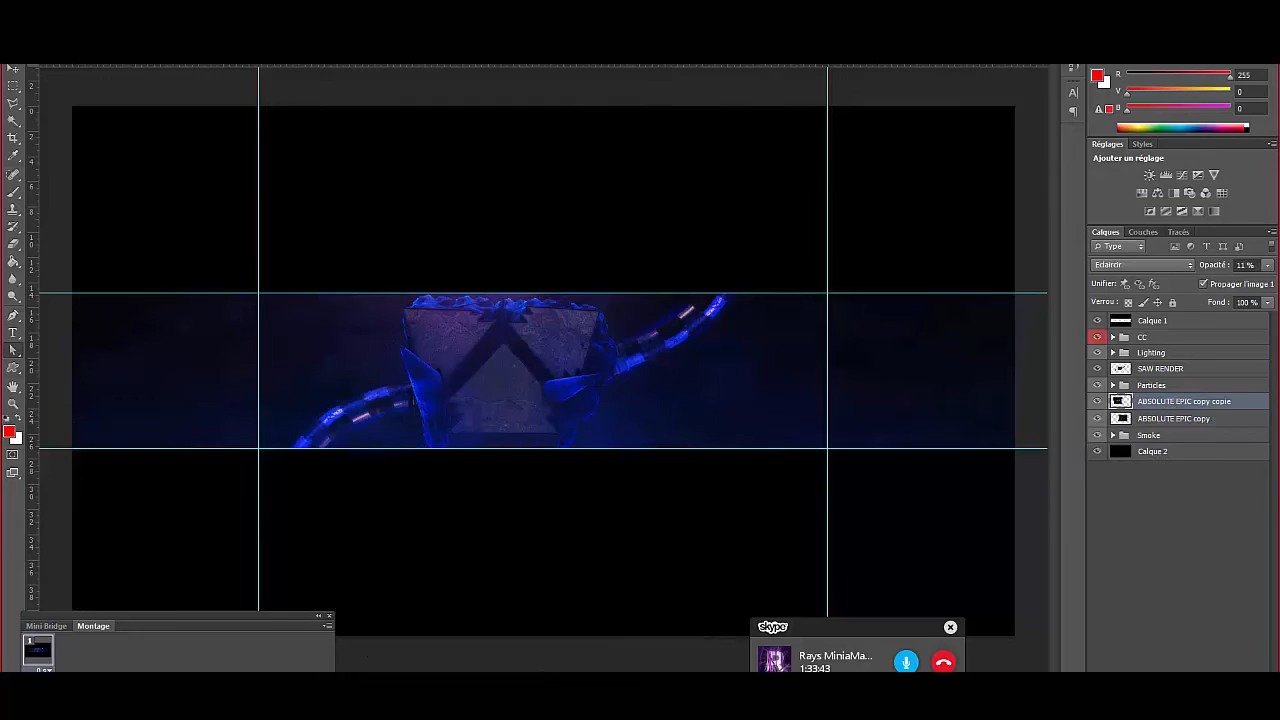 R 255
V 0
B 0
Réglages Styles
Ajouter un réglage
Calques Couches Tracés
Type
Eclaircir Opacité : 11 %
Unifier : Propager l'image 1
Verrou : Fond : 100 %
Calque 1
CC
Lighting
SAW RENDER
Particles
ABSOLUTE EPIC copy copie
ABSOLUTE EPIC copy
Smoke
Calque 2
Mini Bridge Montage
1
skype
Rays MiniaMa...
1:33:43